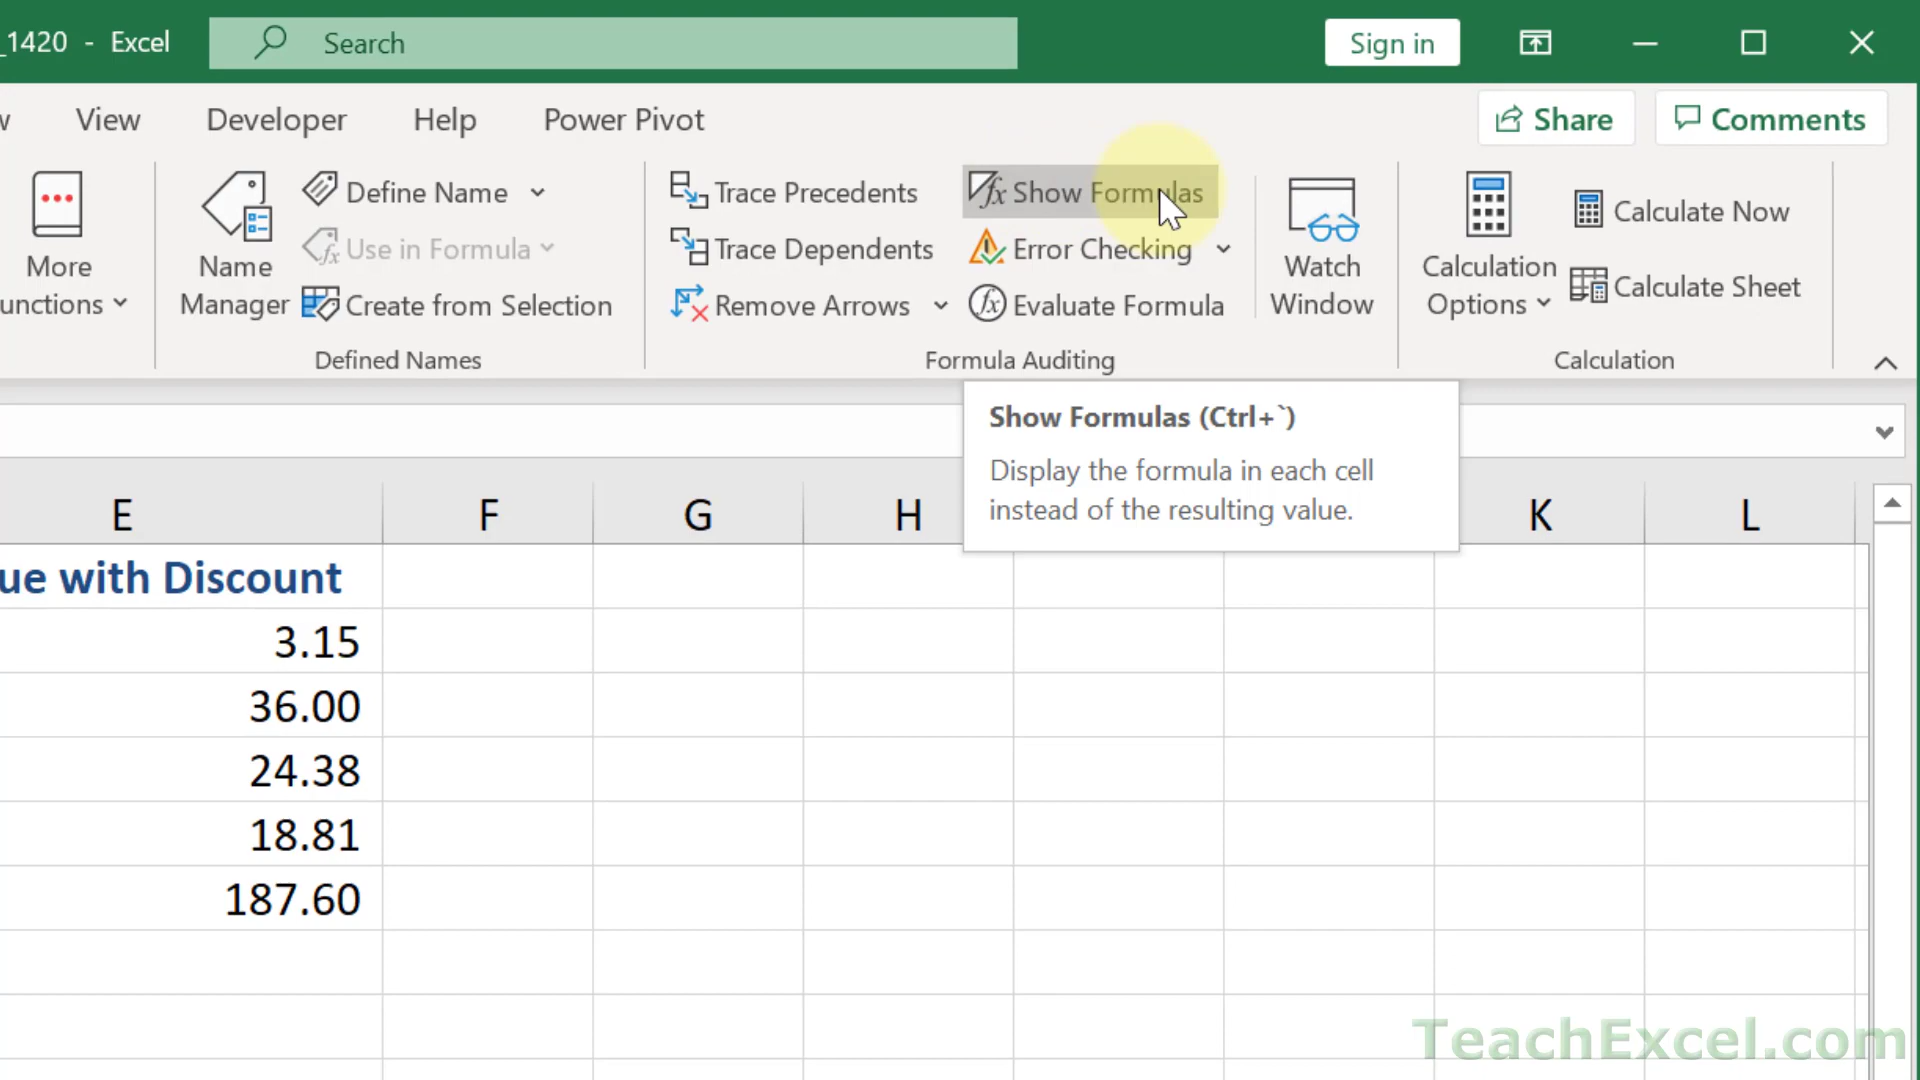 _1420 - Excel
Search
Sign in
View
Developer
Help
Power Pivot
Share
Comments
More
unctions
Name
Manager
Define Name
Use in Formula
Create from Selection
Defined Names
Trace Precedents
Trace Dependents
Remove Arrows
Show Formulas
Error Checking
Evaluate Formula
Formula Auditing
Watch
Window
Calculation
Options
Calculate Now
Calculate Sheet
Calculation
Show Formulas (Ctrl+`)
Display the formula in each cell
instead of the resulting value.
E F G H K L
ue with Discount
3.15
36.00
24.38
18.81
187.60
TeachExcel.com